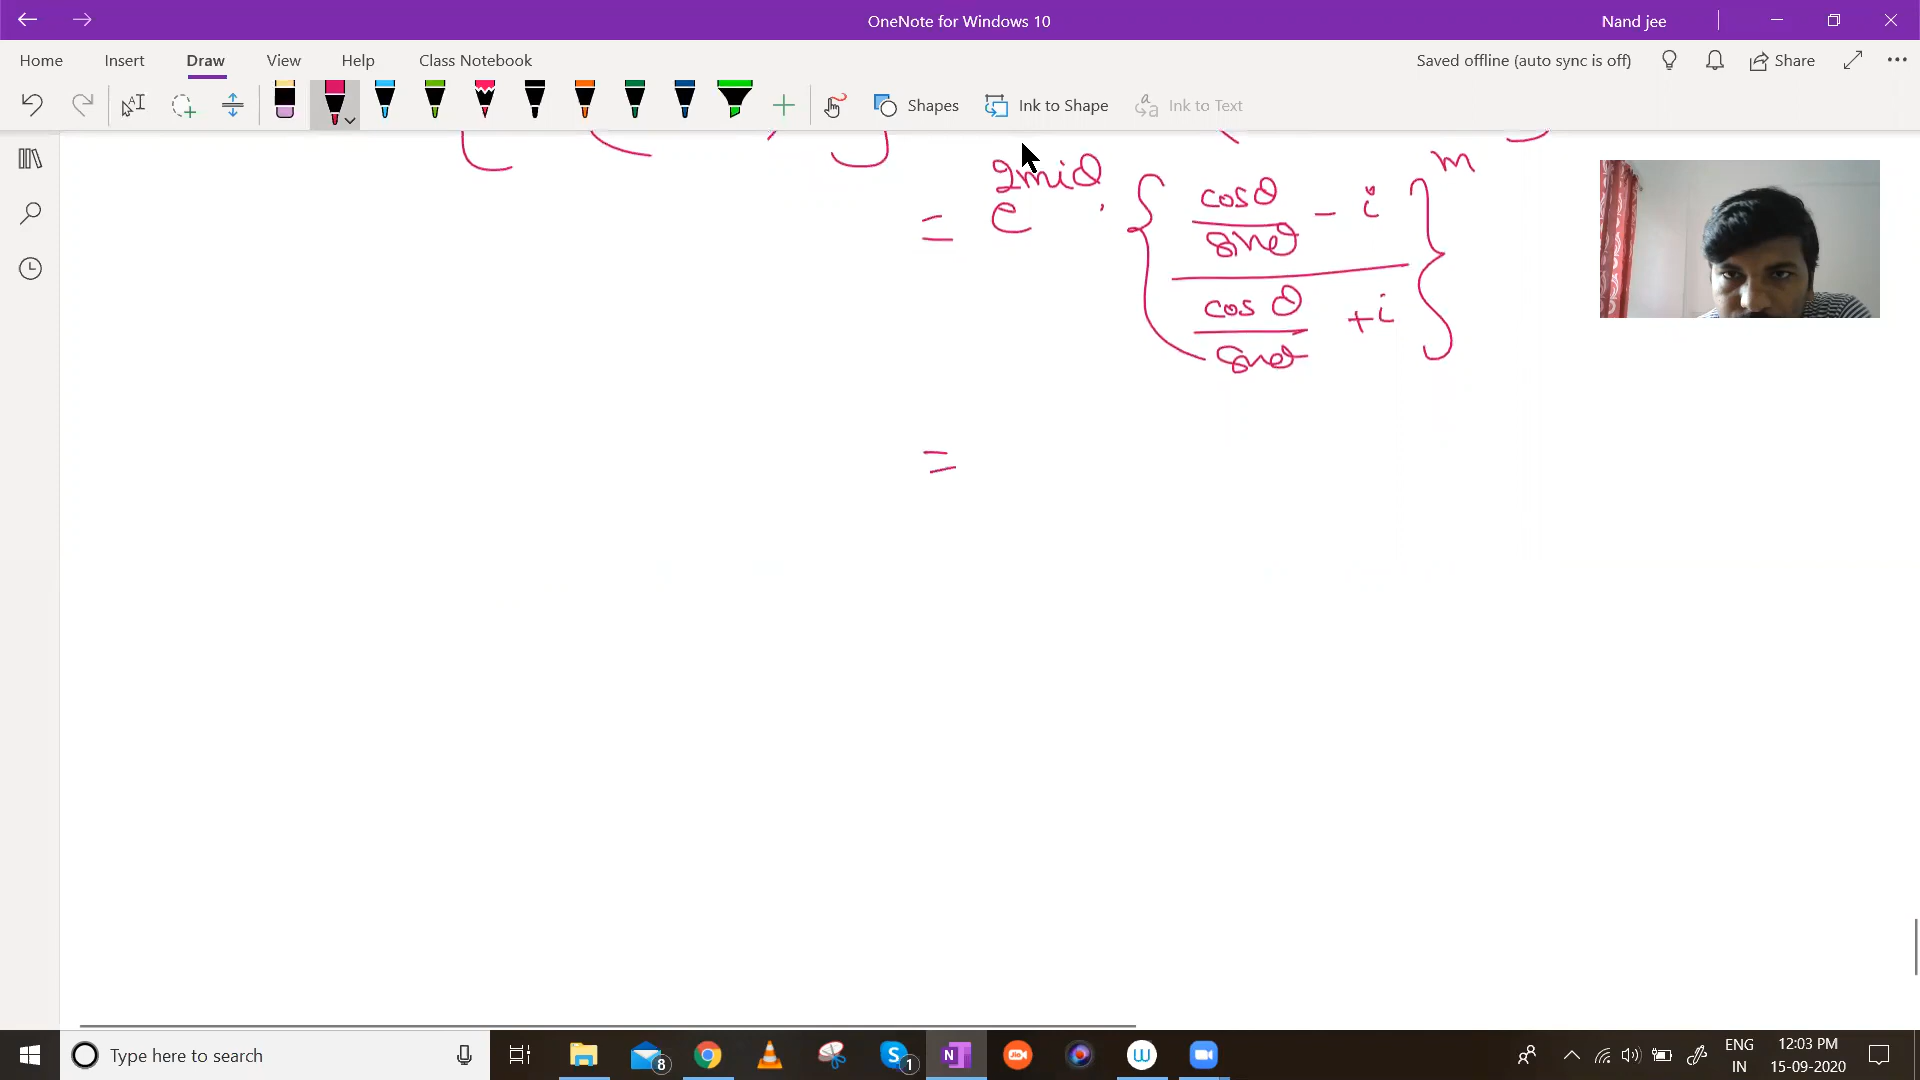 OneNote for Windows 10
Nand jee
Home Insert Draw View Help Class Notebook
Saved offline (auto sync is off) Share
Shapes Ink to Shape Ink to Text
= e^{2miθ} . { (cosθ/sinθ - i) / (cosθ/sinθ + i) }^m
=
Type here to search
8
1
ENG
IN
12:03 PM
15-09-2020